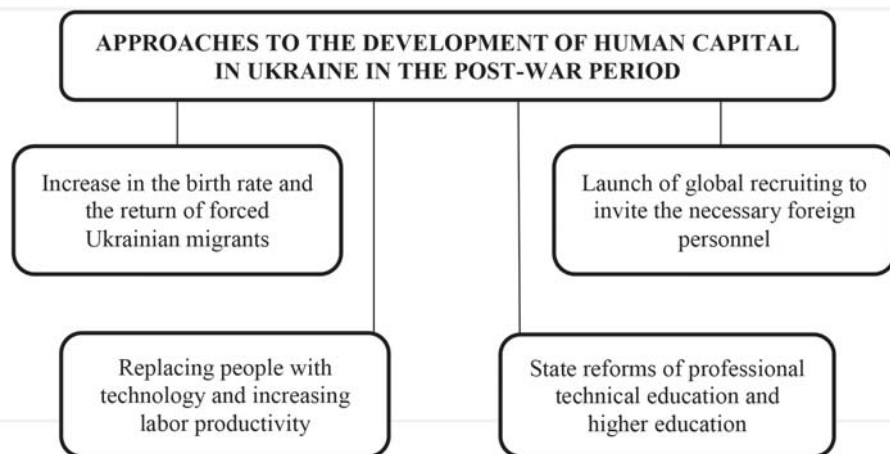 APPROACHES TO THE DEVELOPMENT OF HUMAN CAPITAL
IN UKRAINE IN THE POST-WAR PERIOD
Increase in the birth rate and
the return of forced
Ukrainian migrants
Launch of global recruiting to
invite the necessary foreign
personnel
Replacing people with
technology and increasing
labor productivity
State reforms of professional
technical education and
higher education